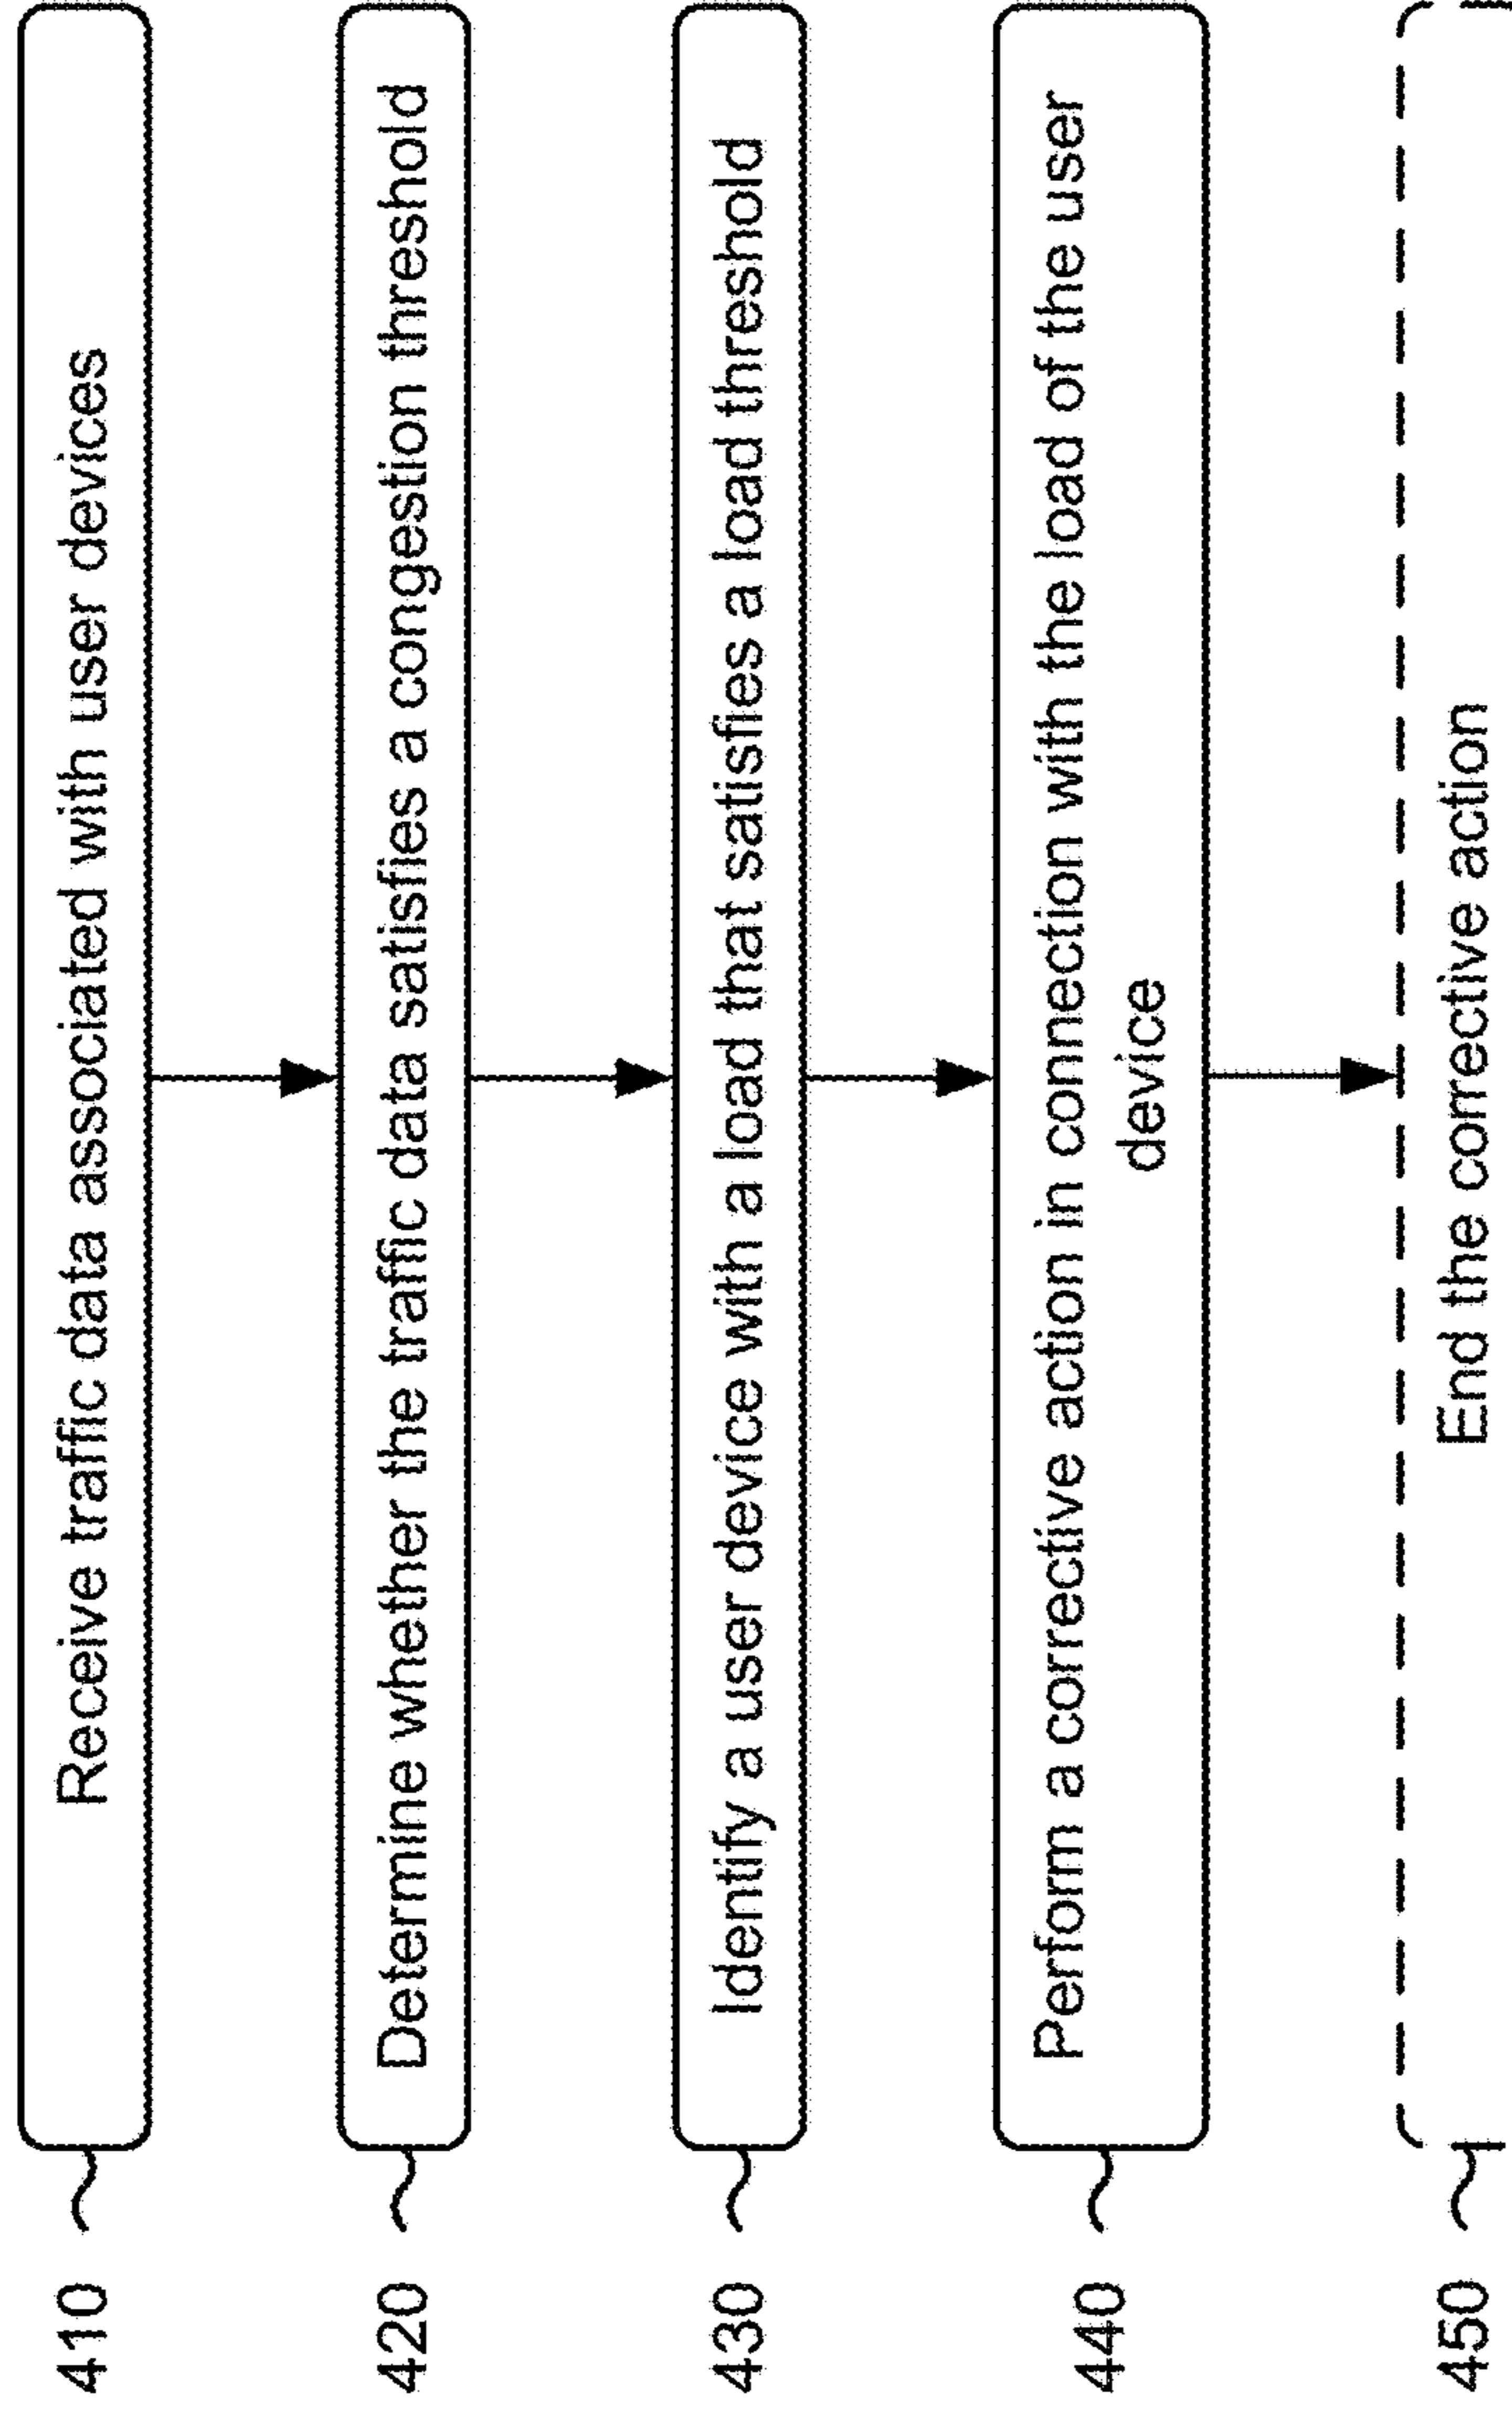 410
Receive traffic data associated with user devices
420
Determine whether the traffic data satisfies a congestion threshold
430
Identify a user device with a load that satisfies a load threshold
440
Perform a corrective action in connection with the load of the user
device
450
End the corrective action